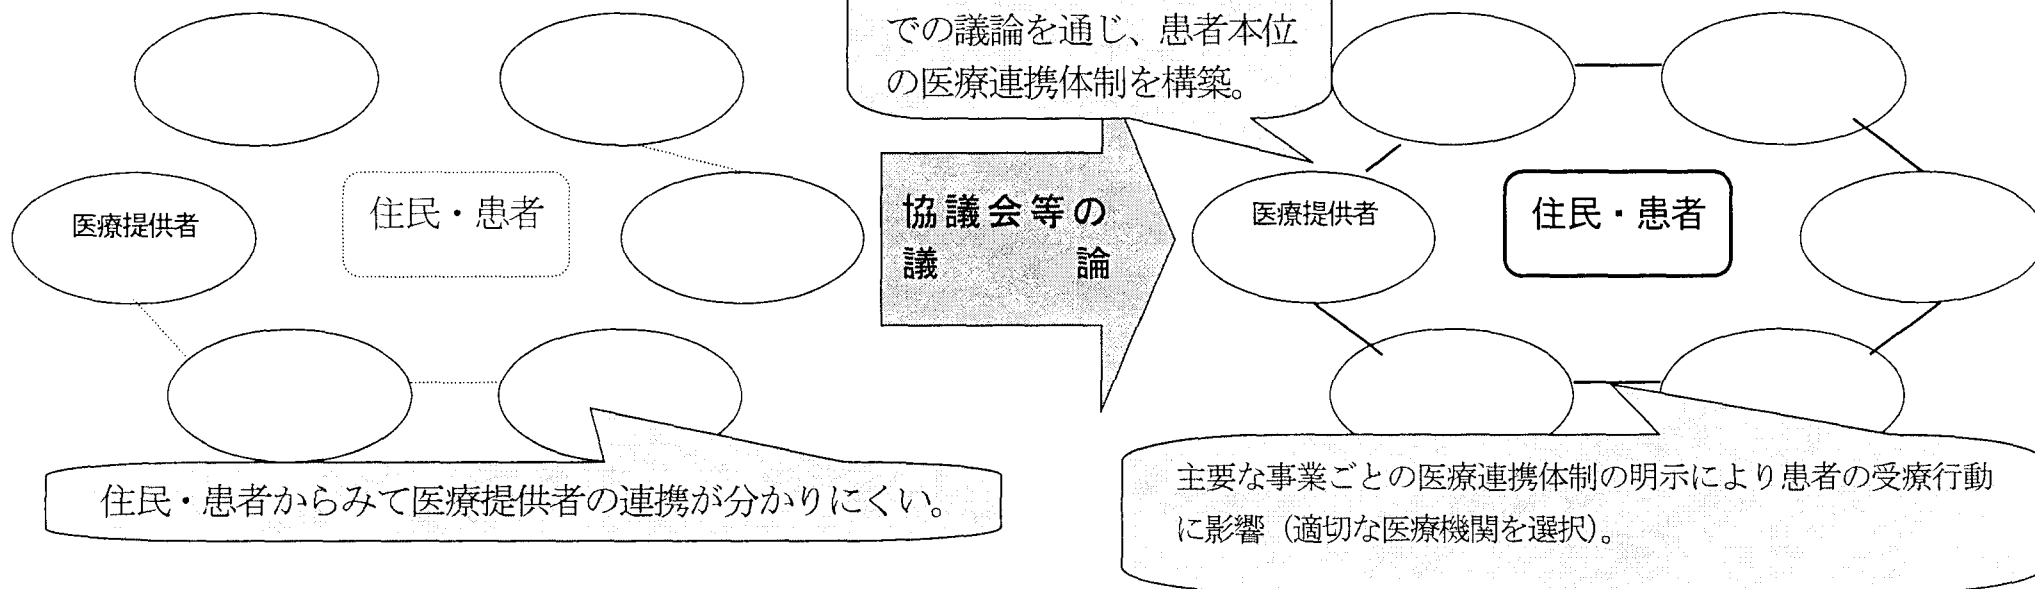 での議論を通じ、患者本位
の医療連携体制を構築。
医療提供者
住民・患者
協議会等の
議論
医療提供者
住民・患者
住民・患者からみて医療提供者の連携が分かりにくい。
主要な事業ごとの医療連携体制の明示により患者の受療行動
に影響（適切な医療機関を選択）。